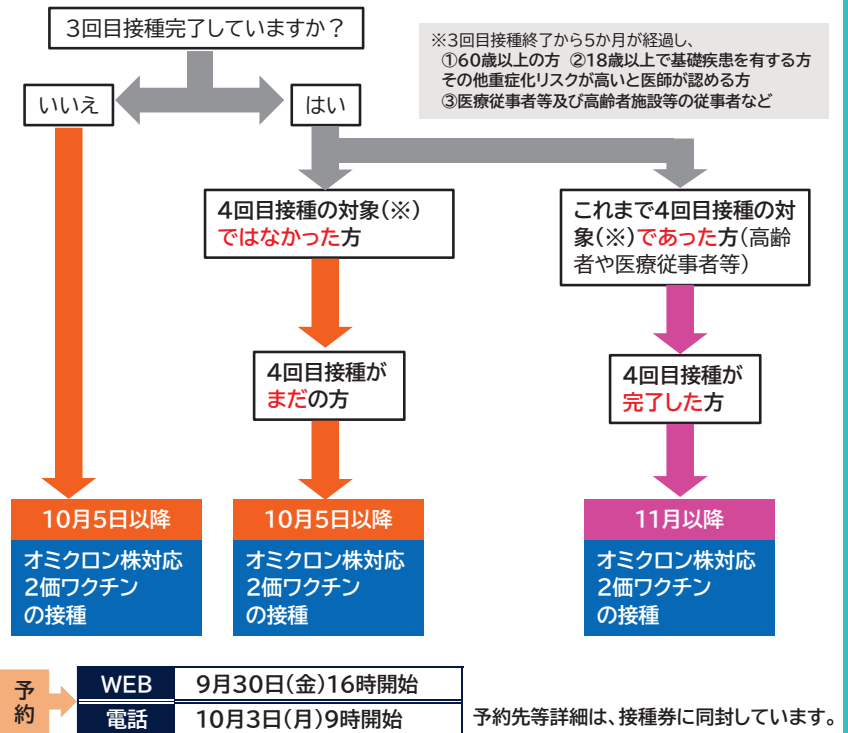 3回目接種完了していますか？
※3回目接種終了から5か月が経過し、
①60歳以上の方 ②18歳以上で基礎疾患を有する方
その他重症化リスクが高いと医師が認める方
③医療従事者等及び高齢者施設等の従事者など
いいえ
はい
4回目接種の対象(※)
ではなかった方
これまで4回接種の対
象(※)であった方(高齢
者や医療従事者等)
4回目接種が
まだの方
4回目接種が
完了した方
10月5日以降
オミクロン株対応
2価ワクチン
の接種
10月5日以降
オミクロン株対応
2価ワクチン
の接種
11月以降
オミクロン株対応
2価ワクチン
の接種
予約
WEB 9月30日(金)16時開始
電話 10月3日(月)9時開始
予約先等詳細は、接種券に同封しています。